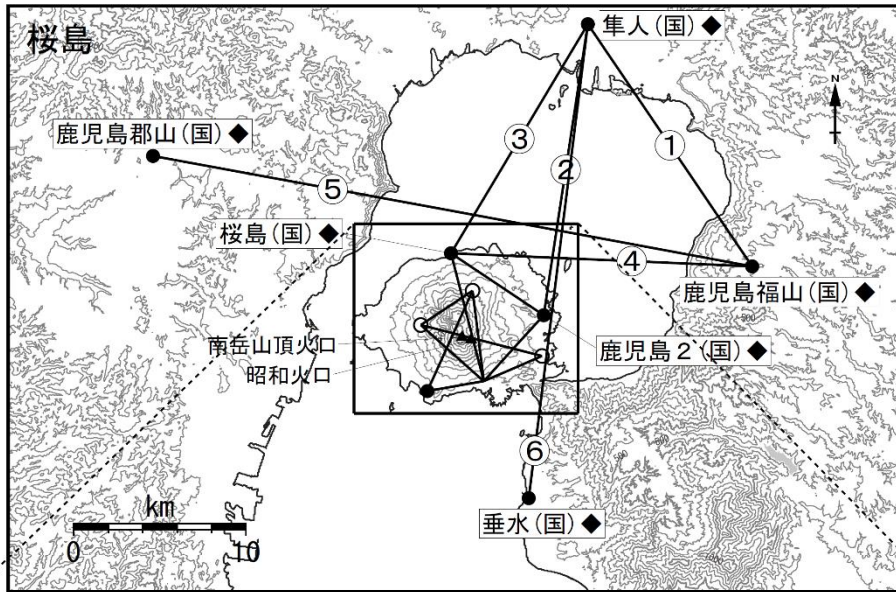 桜島
隼人(国)◆
N
鹿児島郡山(国)◆
③
①
②
⑤
桜島(国)◆
④
鹿児島福山(国)◆
南岳山頂火口
鹿児島2(国)◆
昭和火口
⑥
km
垂水(国)◆
0 10